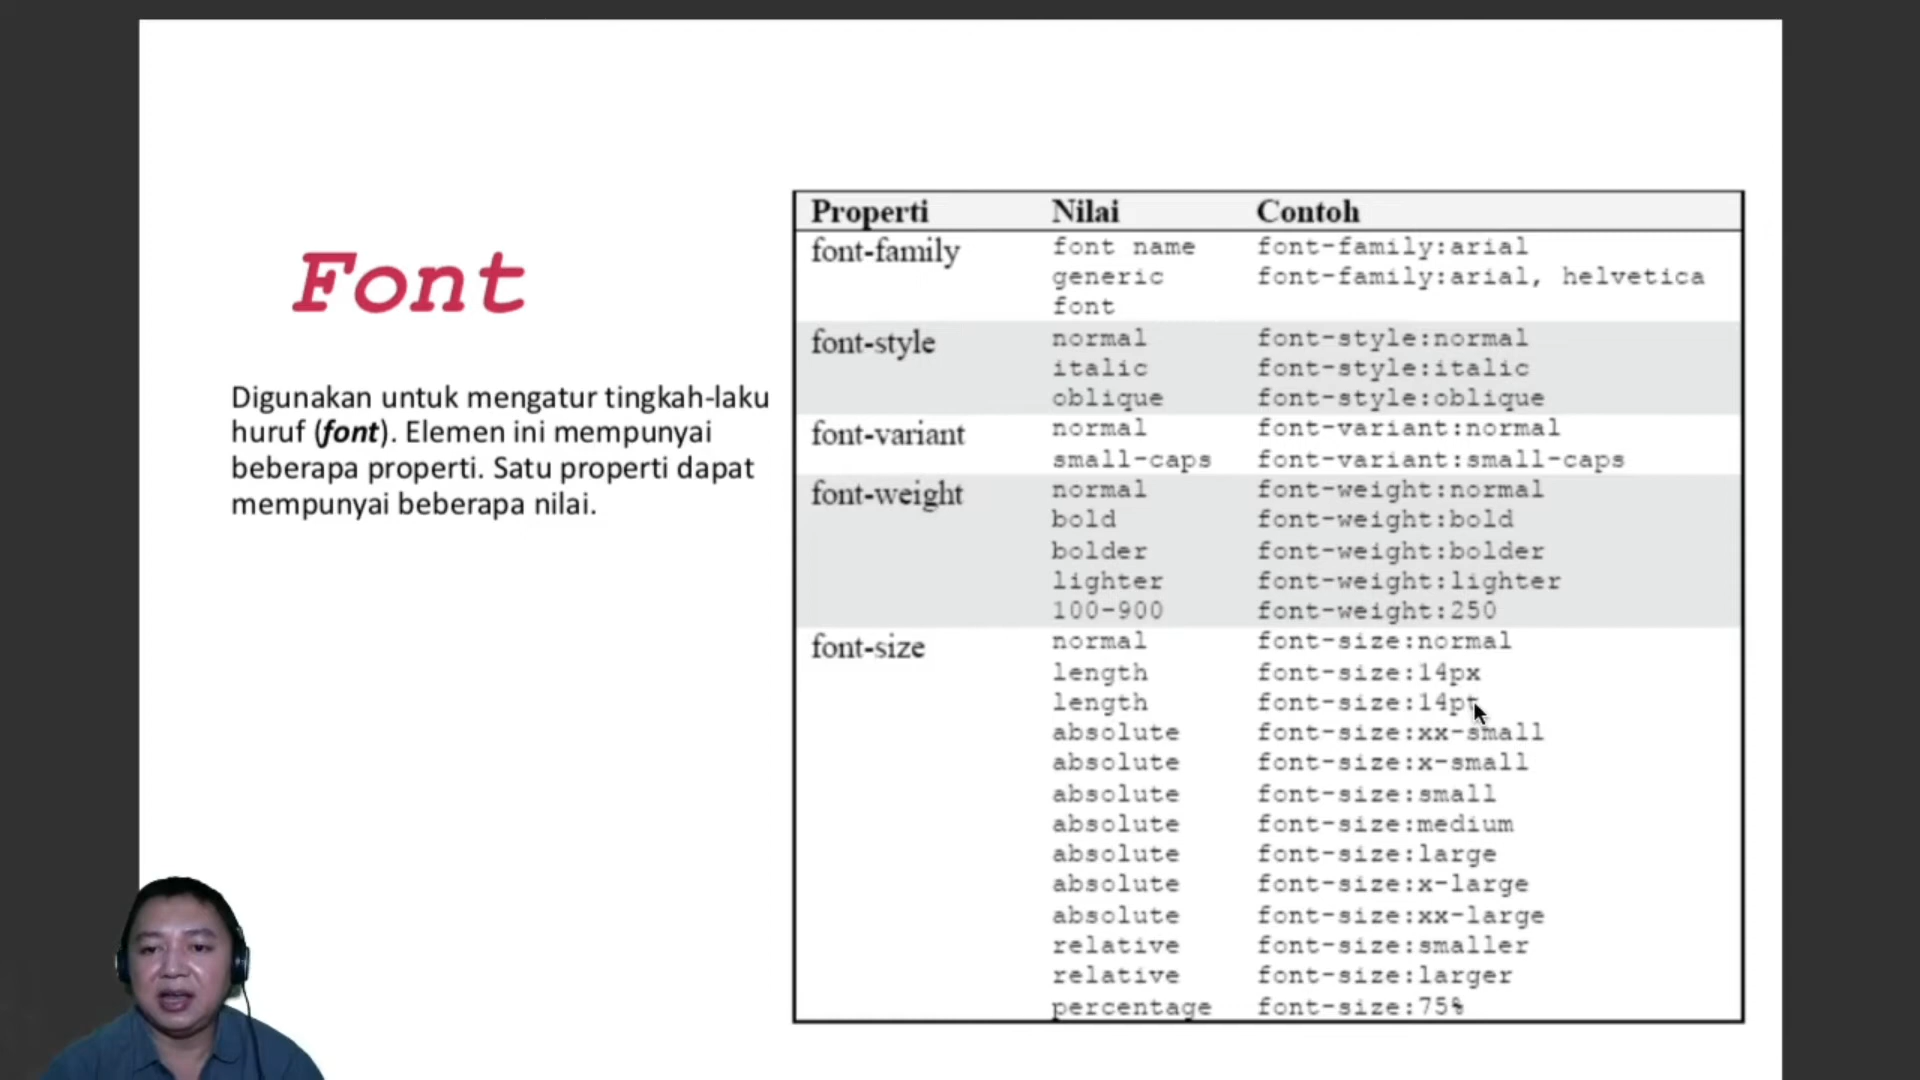 Font
Digunakan untuk mengatur tingkah-laku
huruf (font). Elemen ini mempunyai
beberapa properti. Satu properti dapat
mempunyai beberapa nilai.
Properti Nilai Contoh
font-family font name font-family:arial
generic font-family:arial, helvetica
font
font-style normal font-style:normal
italic font-style:italic
oblique font-style:oblique
font-variant normal font-variant:normal
small-caps font-variant:small-caps
font-weight normal font-weight:normal
bold font-weight:bold
bolder font-weight:bolder
lighter font-weight:lighter
100-900 font-weight:250
font-size normal font-size:normal
length font-size:14px
length font-size:14pt
absolute font-size:xx-small
absolute font-size:x-small
absolute font-size:small
absolute font-size:medium
absolute font-size:large
absolute font-size:x-large
absolute font-size:xx-large
relative font-size:smaller
relative font-size:larger
percentage font-size:75%